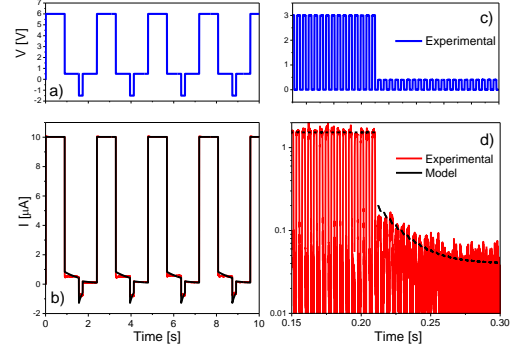 7
6
5
4
3
2
1
0
-1
-2
V [V]
a)
3
2
1
0
c)
Experimental
10
8
6
4
2
0
-2
I [µA]
b)
0 2 4 6 8 10
Time [s]
1
0.1
0.01
d)
Experimental
Model
0.15 0.20 0.25 0.30
Time [s]